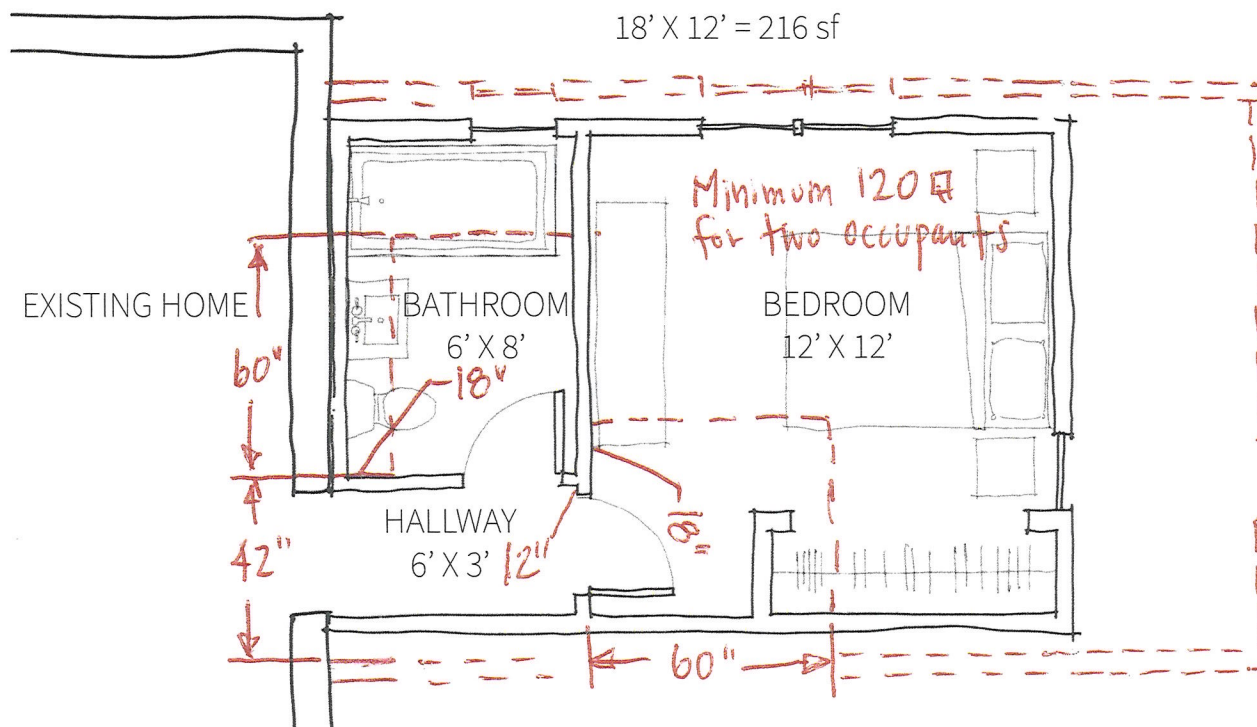 18’ X 12’ = 216 sf
Minimum 120
for two occupants
EXISTING HOME
BATHROOM
6’ X 8’
BEDROOM
12’ X 12’
60"
18"
HALLWAY
6’ X 3’
12"
18"
42"
60"